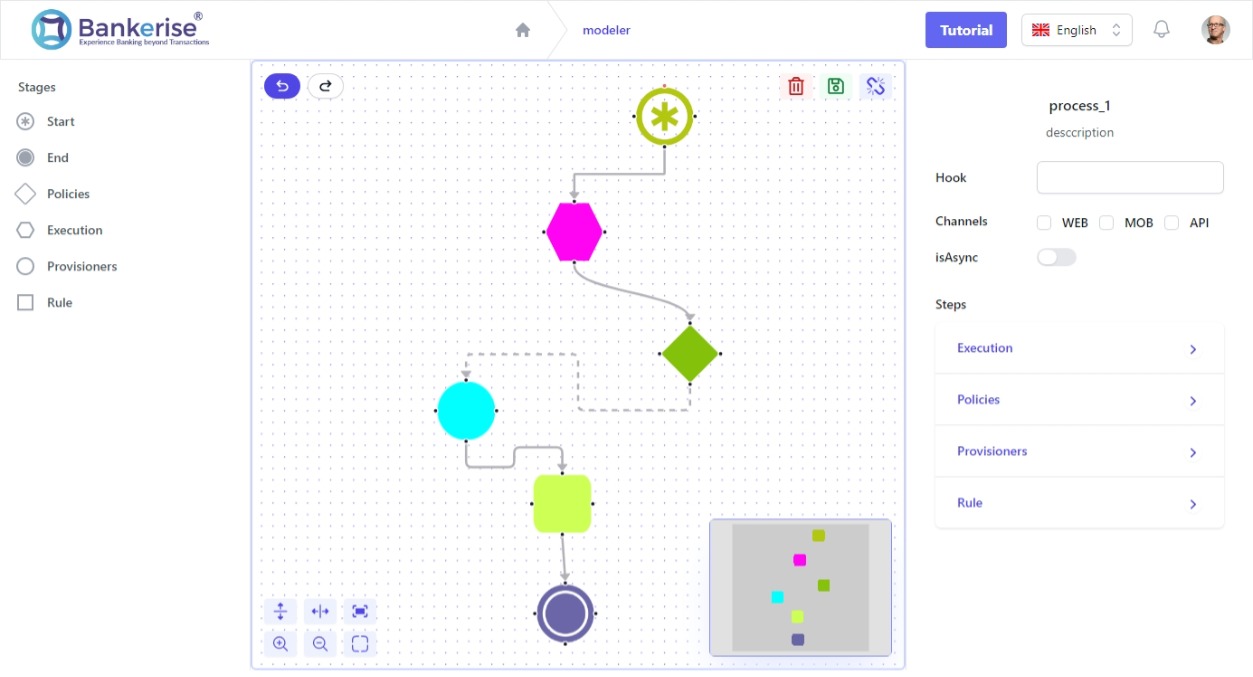 Bankerise®
Experience Banking beyond Transactions
modeler
Tutorial
English
Stages
Start
End
Policies
Execution
Provisioners
Rule
process_1
desccription
Hook
Channels
WEB
MOB
API
isAsync
Steps
Execution
Policies
Provisioners
Rule